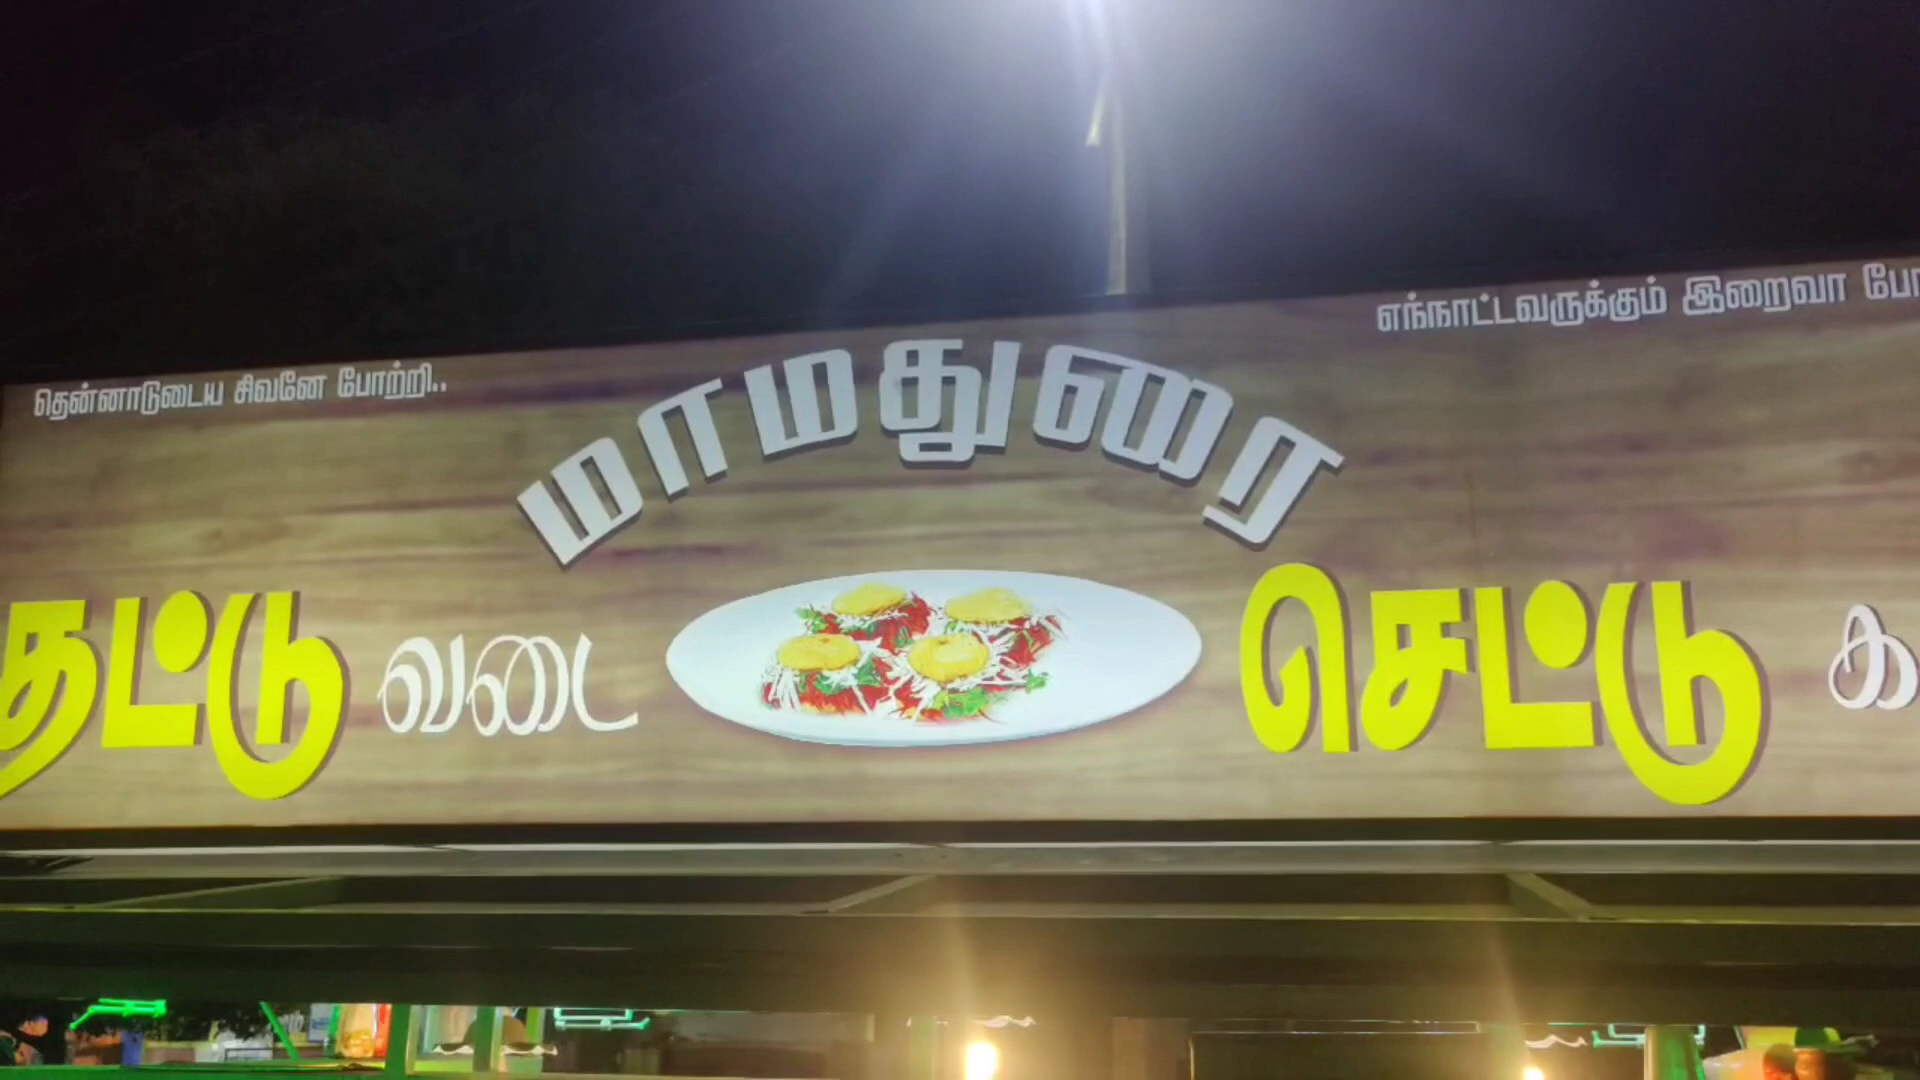 தென்னாடுடைய சிவனே போற்றி..
எந்நாட்டவருக்கும் இறைவா
மாமதுரை
தட்டு வடை
செட்டு